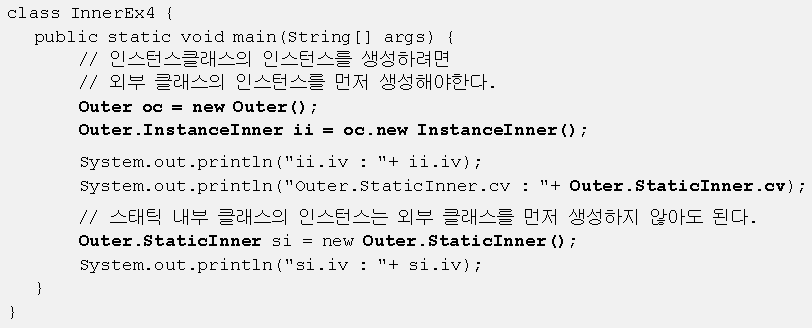 class InnerEx4 {
public static void main(String[] args) {
// 인스턴스클래스의 인스턴스를 생성하려면
// 외부 클래스의 인스턴스를 먼저 생성해야한다.
Outer oc = new Outer();
Outer.InstanceInner ii = oc.new InstanceInner();
System.out.println("ii.iv : "+ ii.iv);
System.out.println("Outer.StaticInner.cv : "+ Outer.StaticInner.cv);
// 스태틱 내부 클래스의 인스턴스는 외부 클래스를 먼저 생성하지 않아도 된다.
Outer.StaticInner si = new Outer.StaticInner();
System.out.println("si.iv : "+ si.iv);
}
}